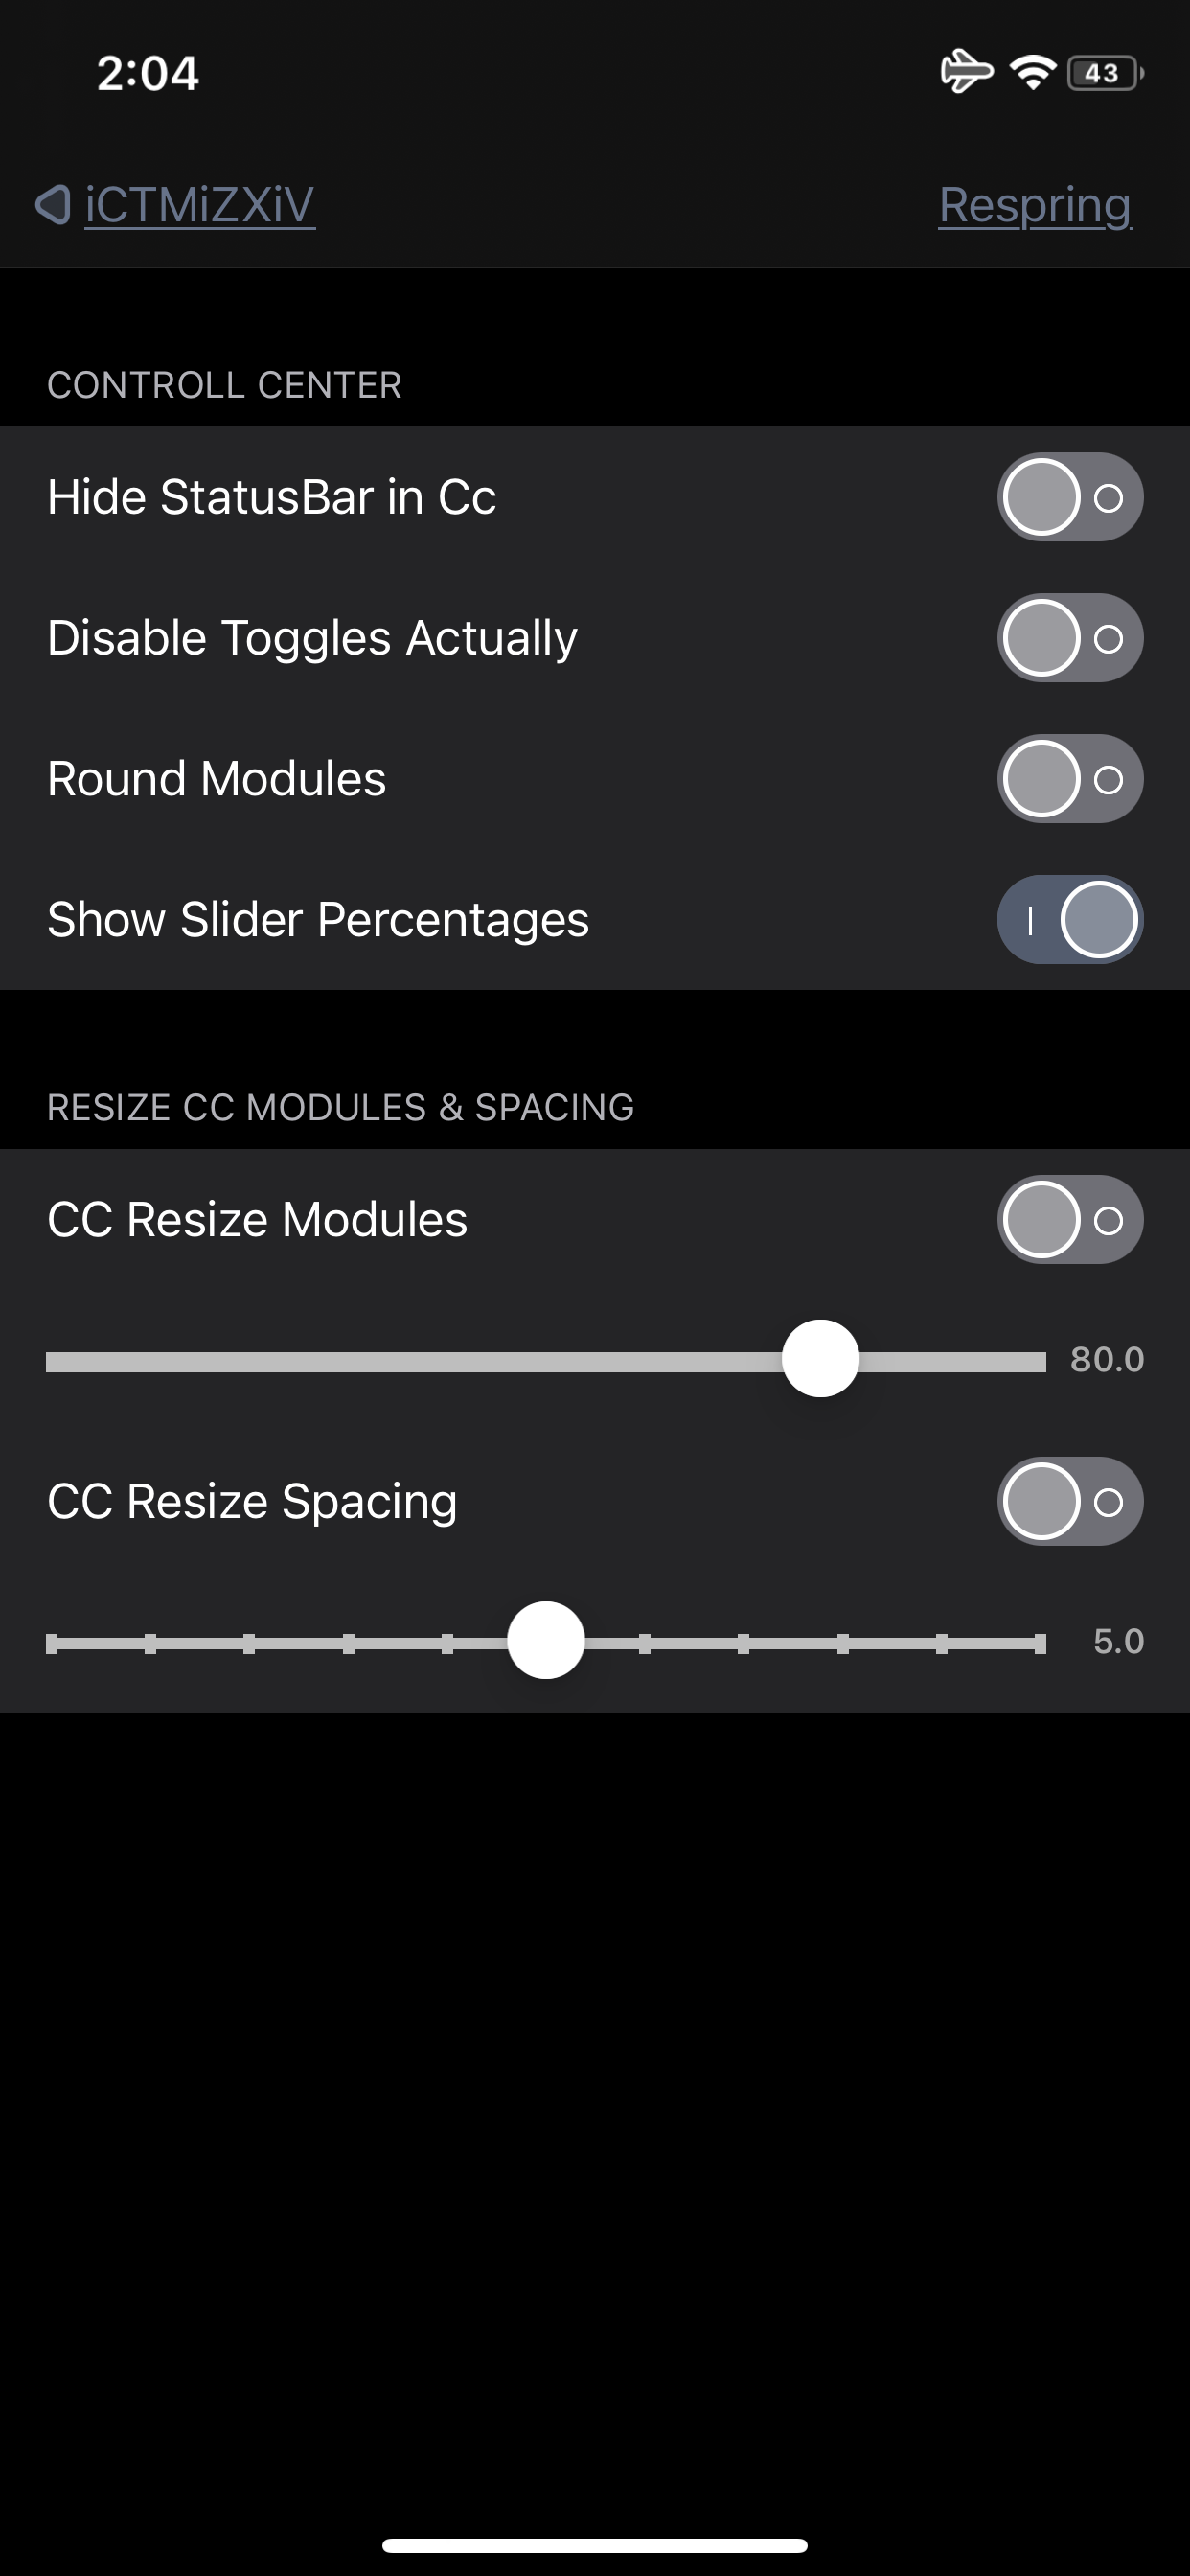 2:04
43
iCTMiZXiV
Respring
CONTROLL CENTER
Hide StatusBar in Cc
Disable Toggles Actually
Round Modules
Show Slider Percentages
RESIZE CC MODULES & SPACING
CC Resize Modules
80.0
CC Resize Spacing
5.0